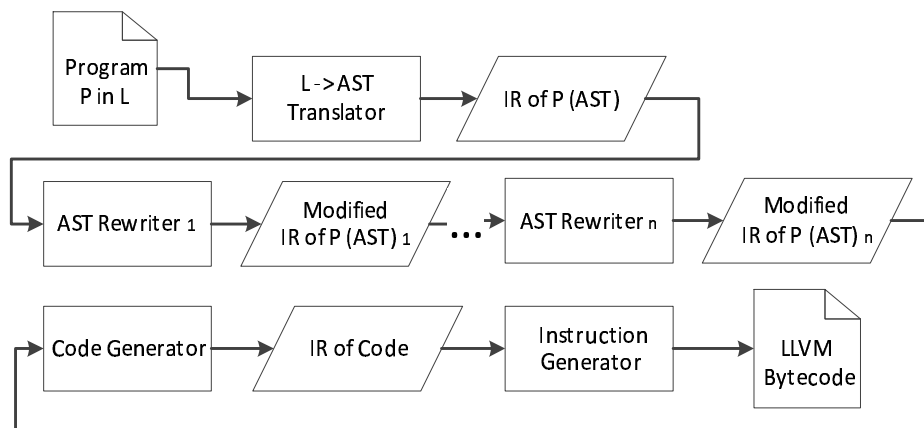 Program
P in L
L ->AST
Translator
IR of P (AST)
AST Rewriter 1
Modified
IR of P (AST) 1
...
AST Rewriter n
Modified
IR of P (AST) n
Code Generator
IR of Code
Instruction
Generator
LLVM
Bytecode